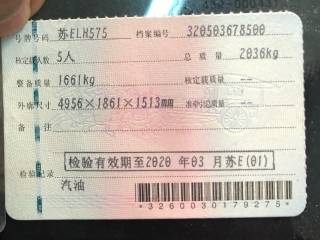 号牌号码 苏ELH575 档案编号 320503678500
核定载人数 5人 总质量 2036kg
整备质量 1661kg 核定载质量
外廓尺寸 4956×1861×1513mm 准牵引总质量
备注
检验有效期至2020 年03 月苏E(01)
检验记录
汽油
*3260030179275*